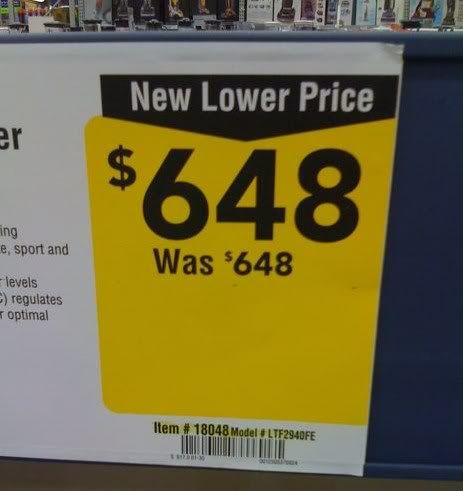 New Lower Price
$648
Was $648
er
ing
e, sport and
levels
) regulates
r optimal
Item # 18048 Model # LTF2940FE